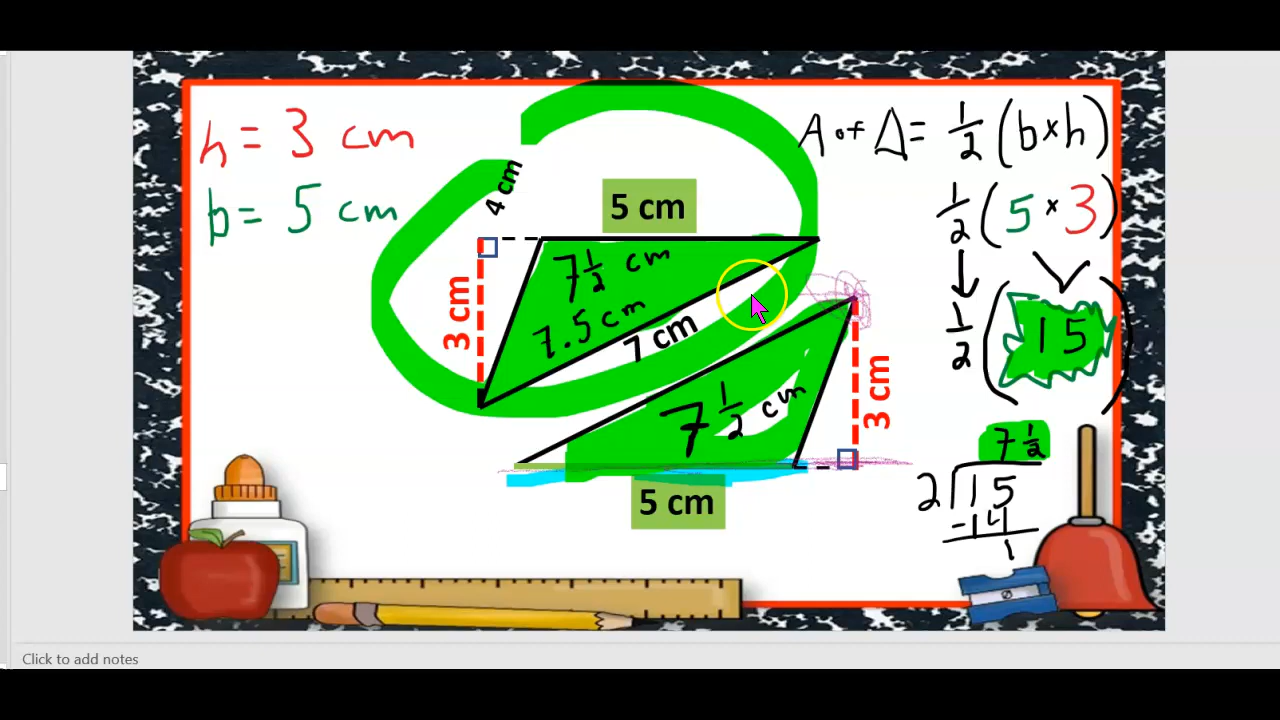 h = 3 cm
b = 5 cm
4 cm
5 cm
3 cm
7 1/2 cm
7.5 cm
7 cm
7 1/2 cm
3 cm
5 cm
A of Δ = 1/2 (b×h)
1/2 (5 × 3)
1/2 (15)
7 1/2
2 15
-14
1
Click to add notes